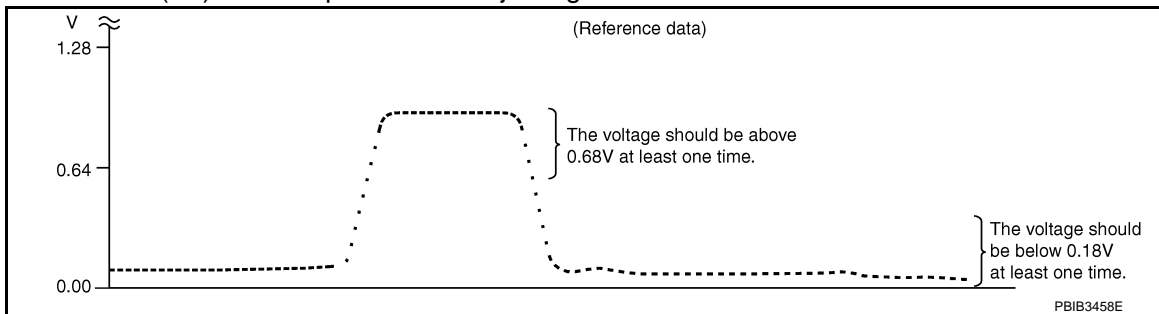 V
(Reference data)
1.28
The voltage should be above
0.68V at least one time.
0.64
The voltage should
be below 0.18V
at least one time.
0.00
PBIB3458E